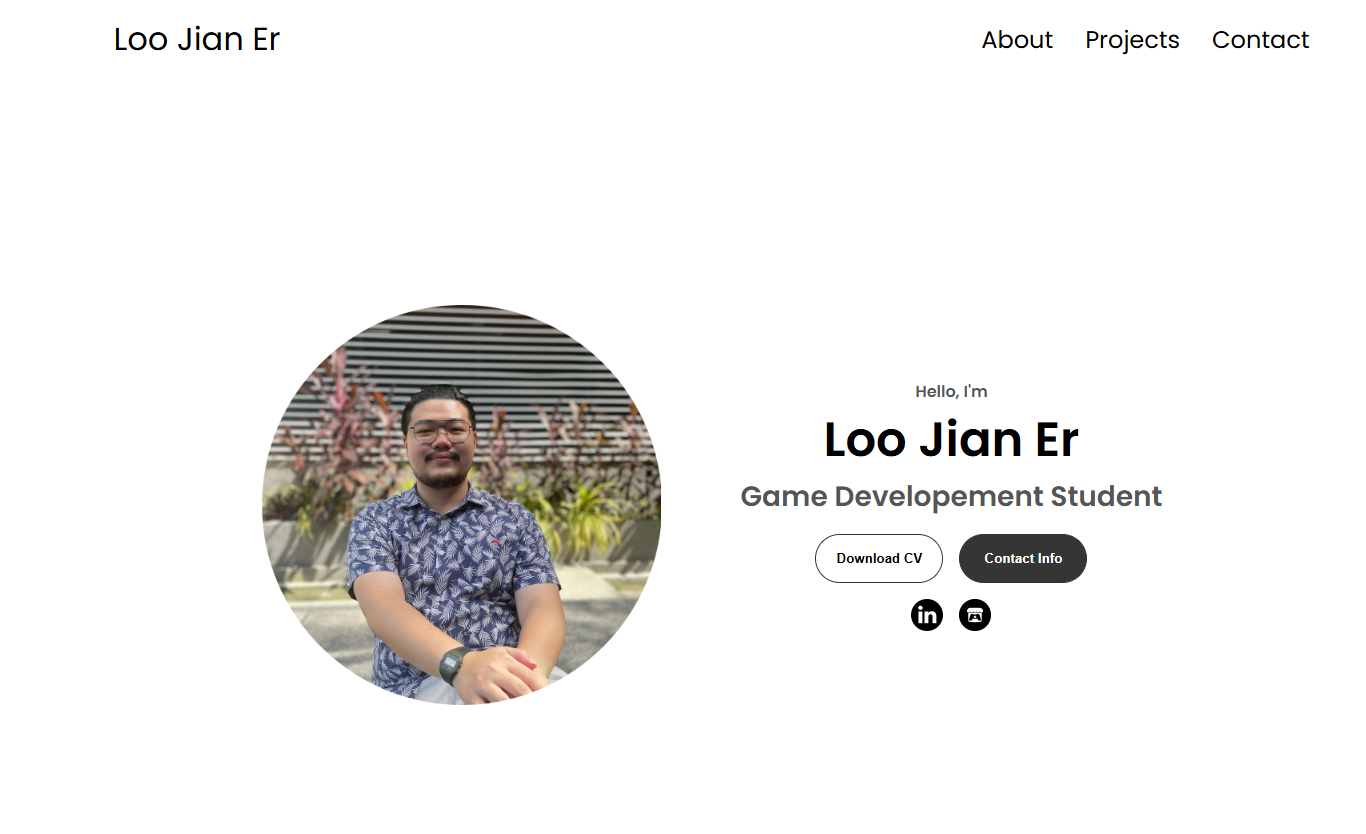 Loo Jian Er
About Projects Contact
Hello, I'm
Loo Jian Er
Game Developement Student
Download CV Contact Info
in